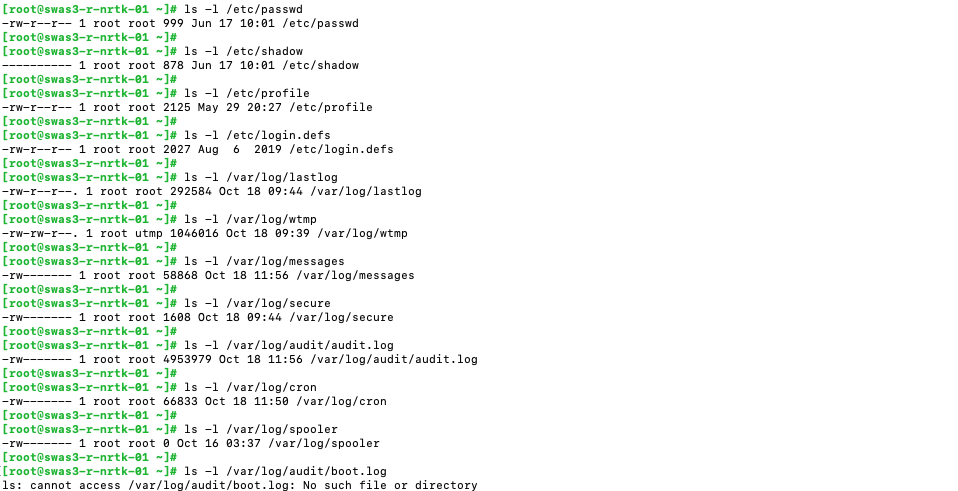 [root@swas3-r-nrtk-01 ~]# ls -l /etc/passwd
-rw-r--r-- 1 root root 999 Jun 17 10:01 /etc/passwd
[root@swas3-r-nrtk-01 ~]#
[root@swas3-r-nrtk-01 ~]# ls -l /etc/shadow
---------- 1 root root 878 Jun 17 10:01 /etc/shadow
[root@swas3-r-nrtk-01 ~]#
[root@swas3-r-nrtk-01 ~]# ls -l /etc/profile
-rw-r--r-- 1 root root 2125 May 29 20:27 /etc/profile
[root@swas3-r-nrtk-01 ~]#
[root@swas3-r-nrtk-01 ~]# ls -l /etc/login.defs
-rw-r--r-- 1 root root 2027 Aug  6  2019 /etc/login.defs
[root@swas3-r-nrtk-01 ~]#
[root@swas3-r-nrtk-01 ~]# ls -l /var/log/lastlog
-rw-r--r--. 1 root root 292584 Oct 18 09:44 /var/log/lastlog
[root@swas3-r-nrtk-01 ~]#
[root@swas3-r-nrtk-01 ~]# ls -l /var/log/wtmp
-rw-rw-r--. 1 root utmp 1046016 Oct 18 09:39 /var/log/wtmp
[root@swas3-r-nrtk-01 ~]#
[root@swas3-r-nrtk-01 ~]# ls -l /var/log/messages
-rw------- 1 root root 58868 Oct 18 11:56 /var/log/messages
[root@swas3-r-nrtk-01 ~]#
[root@swas3-r-nrtk-01 ~]# ls -l /var/log/secure
-rw------- 1 root root 1608 Oct 18 09:44 /var/log/secure
[root@swas3-r-nrtk-01 ~]#
[root@swas3-r-nrtk-01 ~]# ls -l /var/log/audit/audit.log
-rw------- 1 root root 4953979 Oct 18 11:56 /var/log/audit/audit.log
[root@swas3-r-nrtk-01 ~]#
[root@swas3-r-nrtk-01 ~]# ls -l /var/log/cron
-rw------- 1 root root 66833 Oct 18 11:50 /var/log/cron
[root@swas3-r-nrtk-01 ~]#
[root@swas3-r-nrtk-01 ~]# ls -l /var/log/spooler
-rw------- 1 root root 0 Oct 16 03:37 /var/log/spooler
[root@swas3-r-nrtk-01 ~]#
[root@swas3-r-nrtk-01 ~]# ls -l /var/log/audit/boot.log
ls: cannot access /var/log/audit/boot.log: No such file or directory